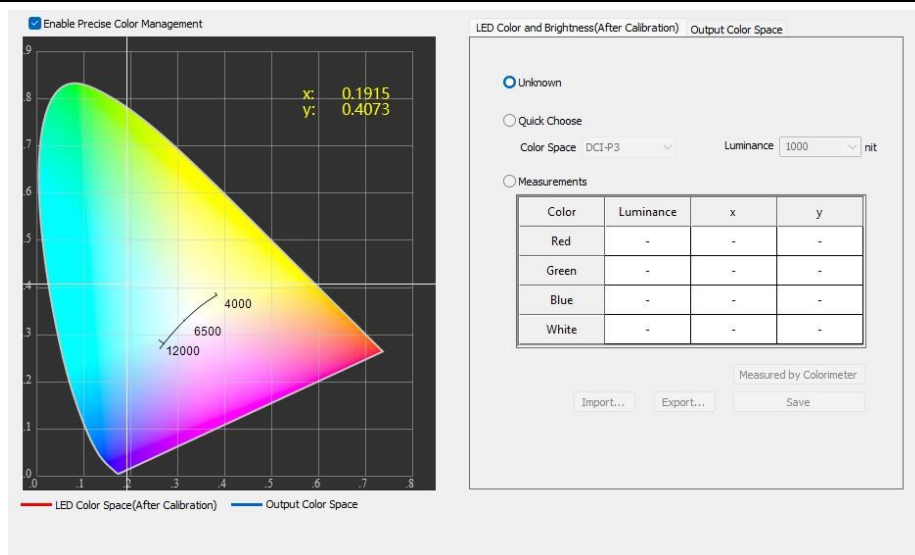 Enable Precise Color Management
LED Color and Brightness(After Calibration)
Output Color Space
x: 0.1915
y: 0.4073
.9
.8
.7
.6
.5
.4
.3
.2
.1
.0
.0 .1 .2 .3 .4 .5 .6 .7 .8
4000
6500
12000
LED Color Space(After Calibration)
Output Color Space
Unknown
Quick Choose
Color Space DCI-P3 Luminance 1000 nit
Measurements
Color Luminance x y
Red - - -
Green - - -
Blue - - -
White - - -
Measured by Colorimeter
Import... Export... Save